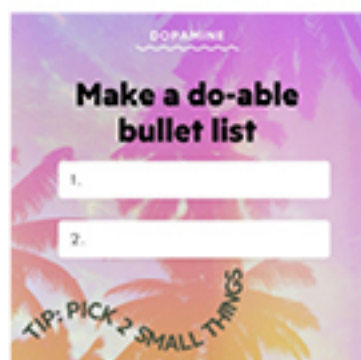 DOPAMINE
Make a do-able
bullet list
1.
2.
TIP: PICK 2 SMALL THINGS